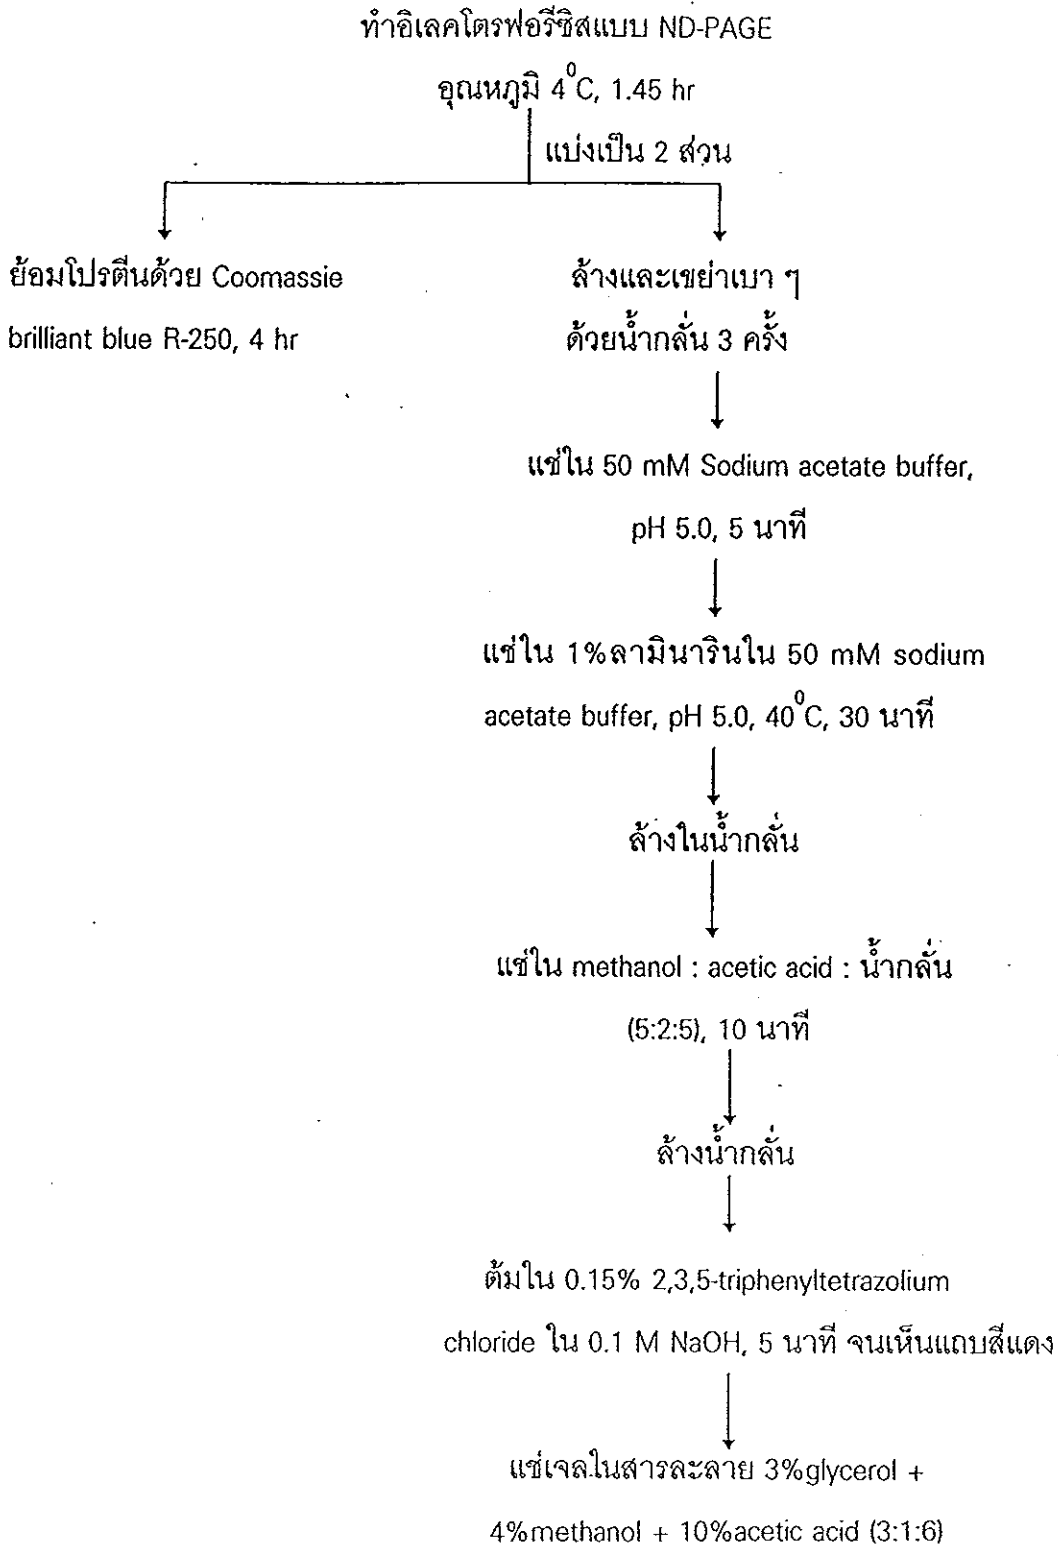 ทำอิเลคโตรฟอรีซิสแบบ ND-PAGE
อุณหภูมิ 4⁰C, 1.45 hr
แบ่งเป็น 2 ส่วน
ย้อมโปรตีนด้วย Coomassie
brilliant blue R-250, 4 hr
ล้างและเขย่าเบา ๆ
ด้วยน้ำกลั่น 3 ครั้ง
แช่ใน 50 mM Sodium acetate buffer,
pH 5.0, 5 นาที
แช่ใน 1%ลามินารินใน 50 mM sodium
acetate buffer, pH 5.0, 40⁰C, 30 นาที
ล้างในน้ำกลั่น
แช่ใน methanol : acetic acid : น้ำกลั่น
(5:2:5), 10 นาที
ล้างน้ำกลั่น
ต้มใน 0.15% 2,3,5-triphenyltetrazolium
chloride ใน 0.1 M NaOH, 5 นาที จนเห็นแถบสีแดง
แช่เจลในสารละลาย 3%glycerol +
4%methanol + 10%acetic acid (3:1:6)